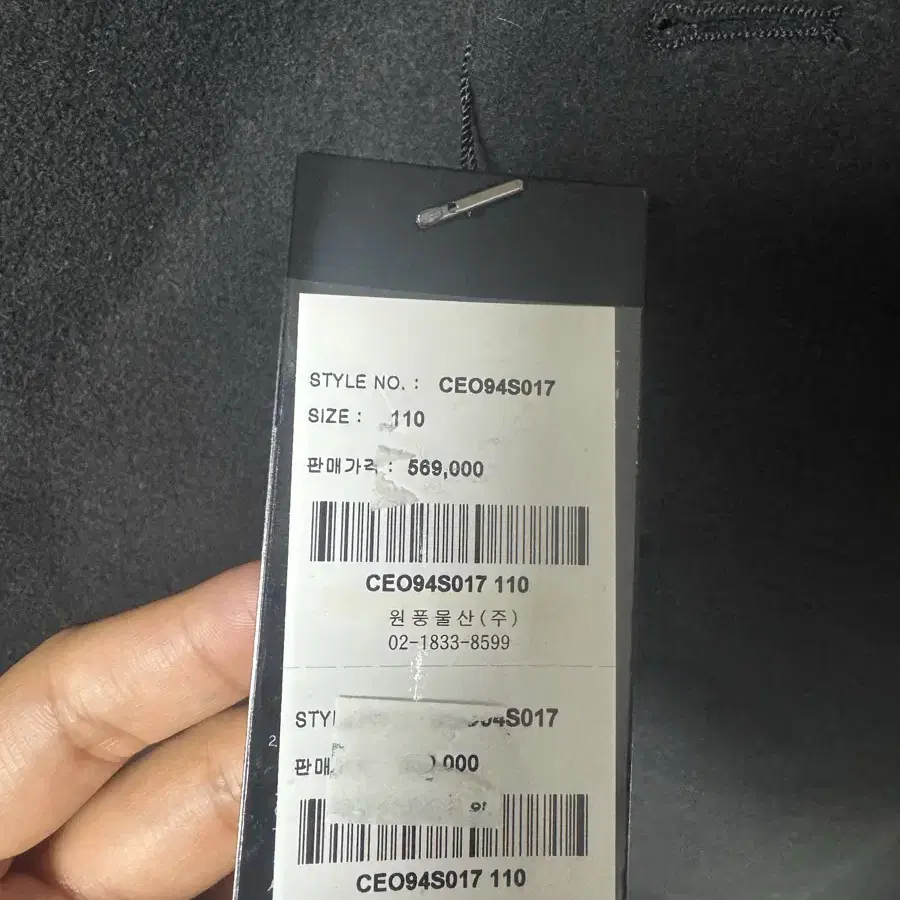 STYLE NO. : CEO94S017
SIZE : 110
판매가격 : 569,000
CEO94S017 110
원풍물산(주)
02-1833-8599
CEO94S017 110